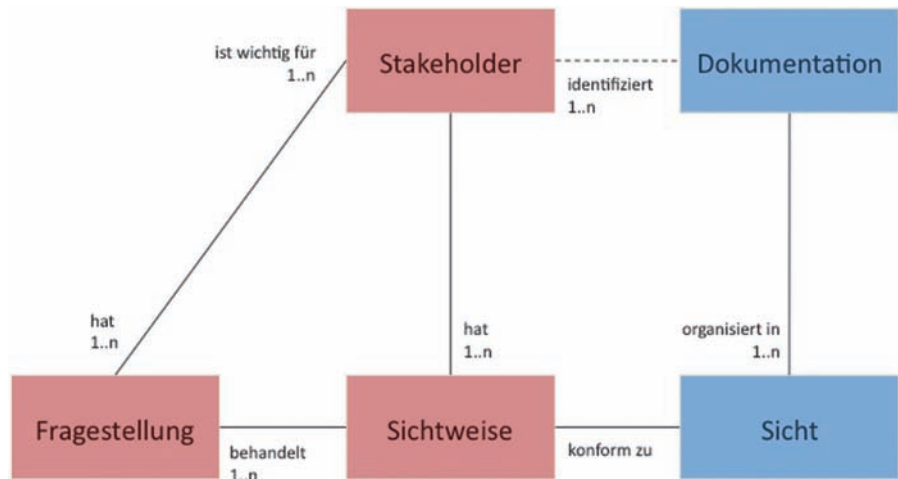 ist wichtig für
1..n
Stakeholder
identifiziert
1..n
Dokumentation
hat
1..n
hat
1..n
organisiert in
1..n
Fragestellung
behandelt
1..n
Sichtweise
konform zu
Sicht